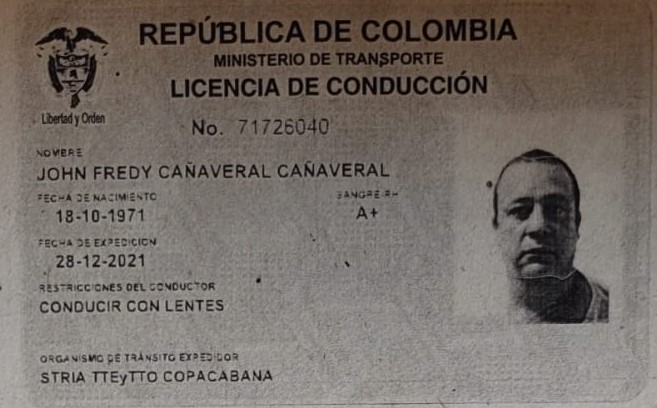 REPÚBLICA DE COLOMBIA
MINISTERIO DE TRANSPORTE
LICENCIA DE CONDUCCIÓN
Libertad y Orden
No. 71726040
NOMBRE
JOHN FREDY CAÑAVERAL CAÑAVERAL
FECHA DE NACIMIENTO SANGRE RH
18-10-1971 A+
FECHA DE EXPEDICION
28-12-2021
RESTRICCIONES DEL CONDUCTOR
CONDUCIR CON LENTES
ORGANISMO DE TRÁNSITO EXPEDIDOR
STRIA TTEyTTO COPACABANA